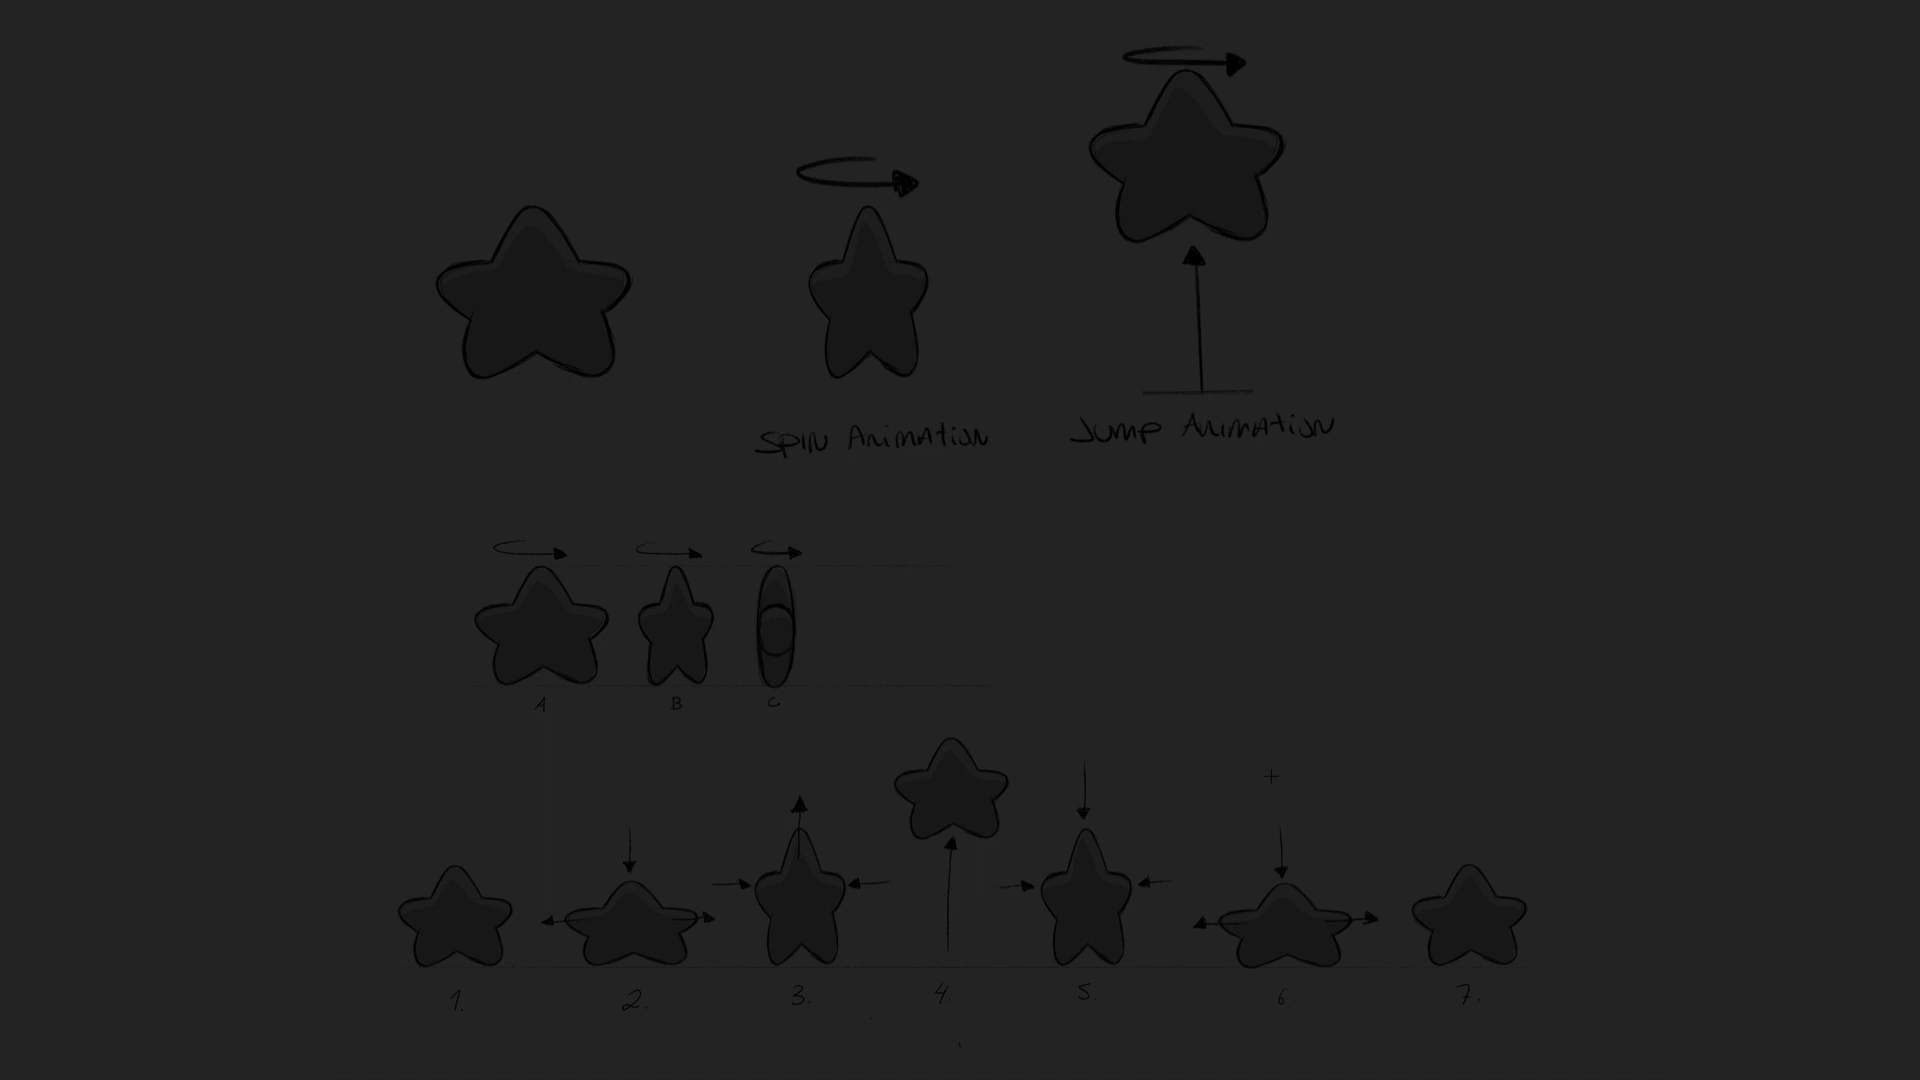 Spin Animation
Jump Animation
A B C
1. 2. 3. 4. 5. 6. 7.